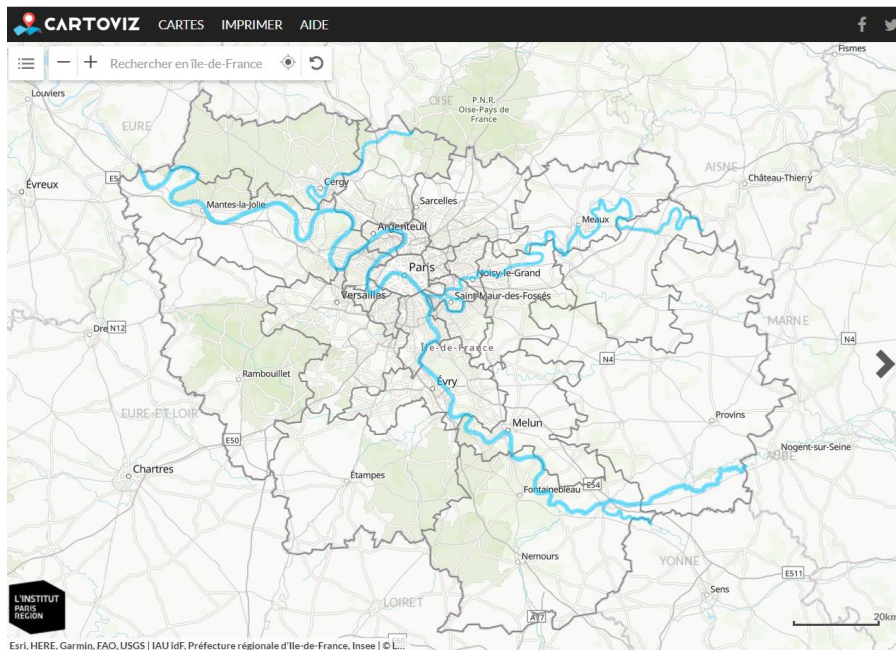 CARTOVIZ CARTES IMPRIMER AIDE
Rechercher en île-de-France
Fismes
Louviers
OISE
P.N.R.
Oise-Pays de
France
EURE
AISNE
E5
Château-Thierry
Cergy
Évreux
Mantes-la-Jolie
Sarcelles
Meaux
Argenteuil
Paris
Noisy-le-Grand
Versailles
Saint-Maur-des-Fossés
MARNE
Dre N12
N4
Île-de-France
N4
Rambouillet
Évry
EURE-ET-LOIR
Provins
Melun
E50
Nogent-sur-Seine
AUBE
Chartres
Étampes
E54
Fontainebleau
Nemours
YONNE
E511
Sens
L'INSTITUT
PARIS
REGION
LOIRET
A77
20km
E60
Esri, HERE, Garmin, FAO, USGS | IAU îdF, Préfecture régionale d'Ile-de-France, Insee | © L...